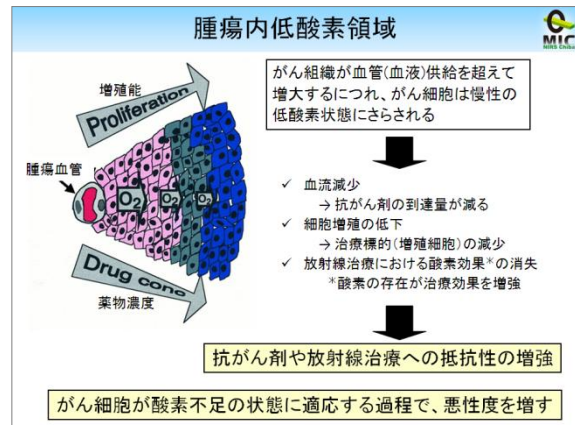 腫瘍内低酸素領域
MIC
NIRS Chiba
増殖能
Proliferation
腫瘍血管
O₂
O₂
O₂
Drug conc
薬物濃度
がん組織が血管(血液)供給を超えて
増大するにつれ、がん細胞は慢性の
低酸素状態にさらされる
✓ 血流減少
→ 抗がん剤の到達量が減る
✓ 細胞増殖の低下
→ 治療標的(増殖細胞)の減少
✓ 放射線治療における酸素効果*の消失
*酸素の存在が治療効果を増強
抗がん剤や放射線治療への抵抗性の増強
がん細胞が酸素不足の状態に適応する過程で、悪性度を増す